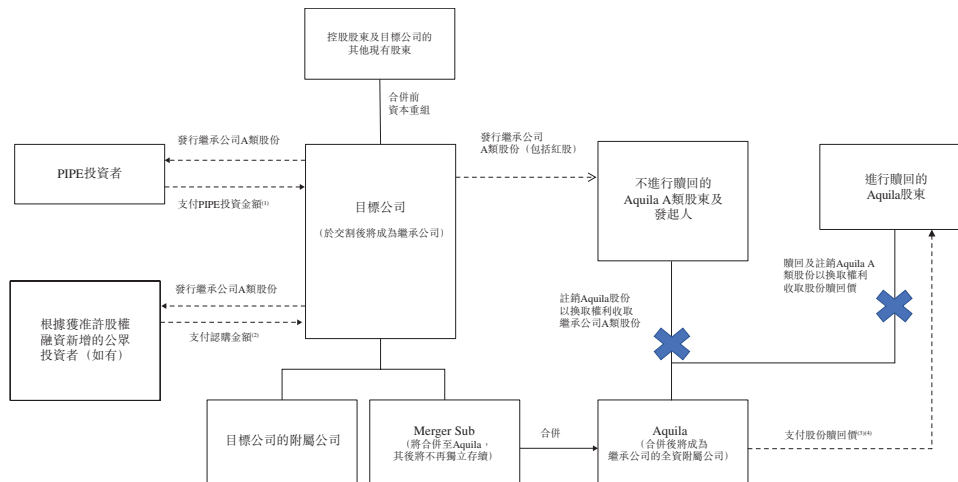 控股股東及目標公司的
其他現有股東
合併前
資本重組
發行繼承公司A類股份
PIPE投資者
支付PIPE投資金額⁽¹⁾
目標公司
(於交割後將成為繼承公司)
發行繼承公司
A類股份（包括紅股）
不進行贖回的
Aquila A類股東及
發起人
進行贖回的
Aquila股東
贖回及註銷Aquila A
類股份以換取權利
收取股份贖回價
發行繼承公司A類股份
根據獲准許股權
融資新增的公眾
投資者（如有）
支付認購金額⁽²⁾
註銷Aquila股份
以換取權利收取
繼承公司A類股份
目標公司的附屬公司
Merger Sub
(將合併至Aquila，
其後將不再獨立存續)
合併
Aquila
(合併後將成為
繼承公司的全資附屬公司)
支付股份贖回價⁽³⁾⁽⁴⁾